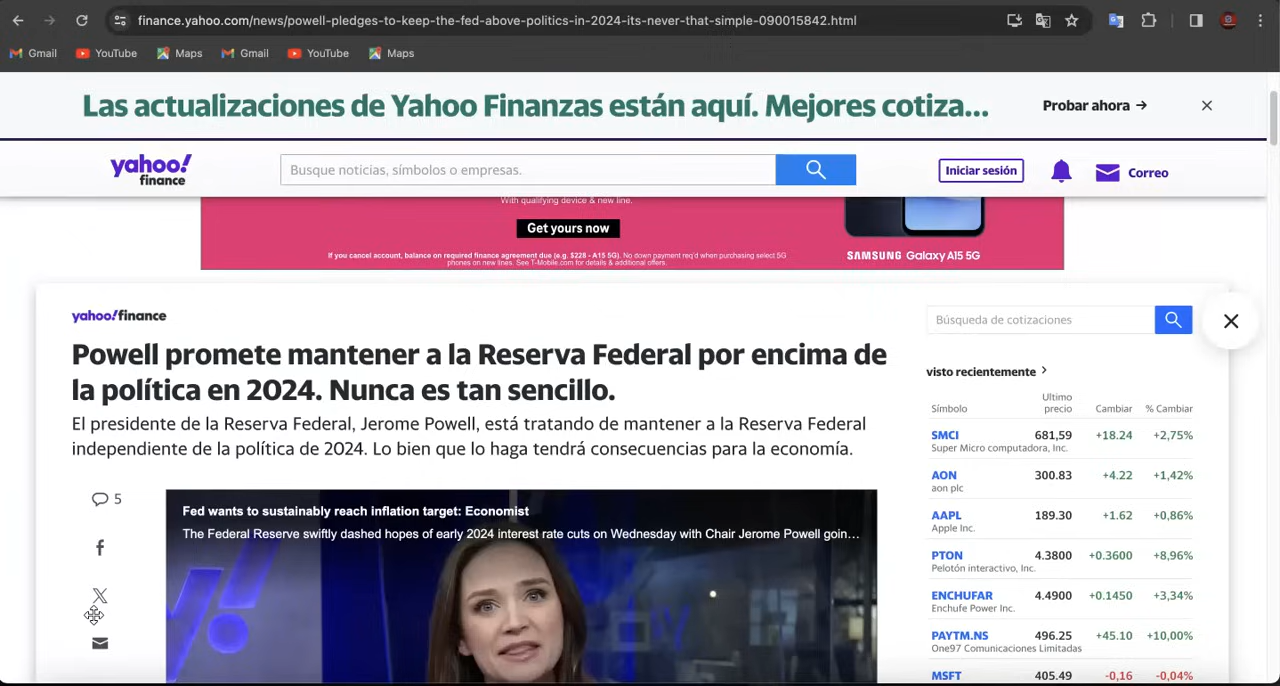 finance.yahoo.com/news/powell-pledges-to-keep-the-fed-above-politics-in-2024-its-never-that-simple-090015842.html
Gmail YouTube Maps Gmail YouTube Maps
Las actualizaciones de Yahoo Finanzas están aquí. Mejores cotiza...
Probar ahora →
yahoo!
finance
Busque noticias, símbolos o empresas.
Iniciar sesión
Correo
With qualifying device & new line.
Get yours now
If you cancel account, balance on required finance agreement due (e.g. $228 - A15 5G). No down payment req'd when purchasing select 5G
phones on new lines. See T-Mobile.com for details & additional offers.
SAMSUNG Galaxy A15 5G
yahoo!finance
Powell promete mantener a la Reserva Federal por encima de
la política en 2024. Nunca es tan sencillo.
El presidente de la Reserva Federal, Jerome Powell, está tratando de mantener a la Reserva Federal
independiente de la política de 2024. Lo bien que lo haga tendrá consecuencias para la economía.
5
Fed wants to sustainably reach inflation target: Economist
The Federal Reserve swiftly dashed hopes of early 2024 interest rate cuts on Wednesday with Chair Jerome Powell goin...
Búsqueda de cotizaciones
visto recientemente
Símbolo Ultimo precio Cambiar % Cambiar
SMCI 681,59 +18.24 +2,75%
Super Micro computadora, Inc.
AON 300.83 +4.22 +1,42%
aon plc
AAPL 189.30 +1.62 +0,86%
Apple Inc.
PTON 4.3800 +0.3600 +8,96%
Pelotón interactivo, Inc.
ENCHUFAR 4.4900 +0.1450 +3,34%
Enchufe Power Inc.
PAYTM.NS 496.25 +45.10 +10,00%
One97 Comunicaciones Limitadas
MSFT 405.49 -0,16 -0,04%